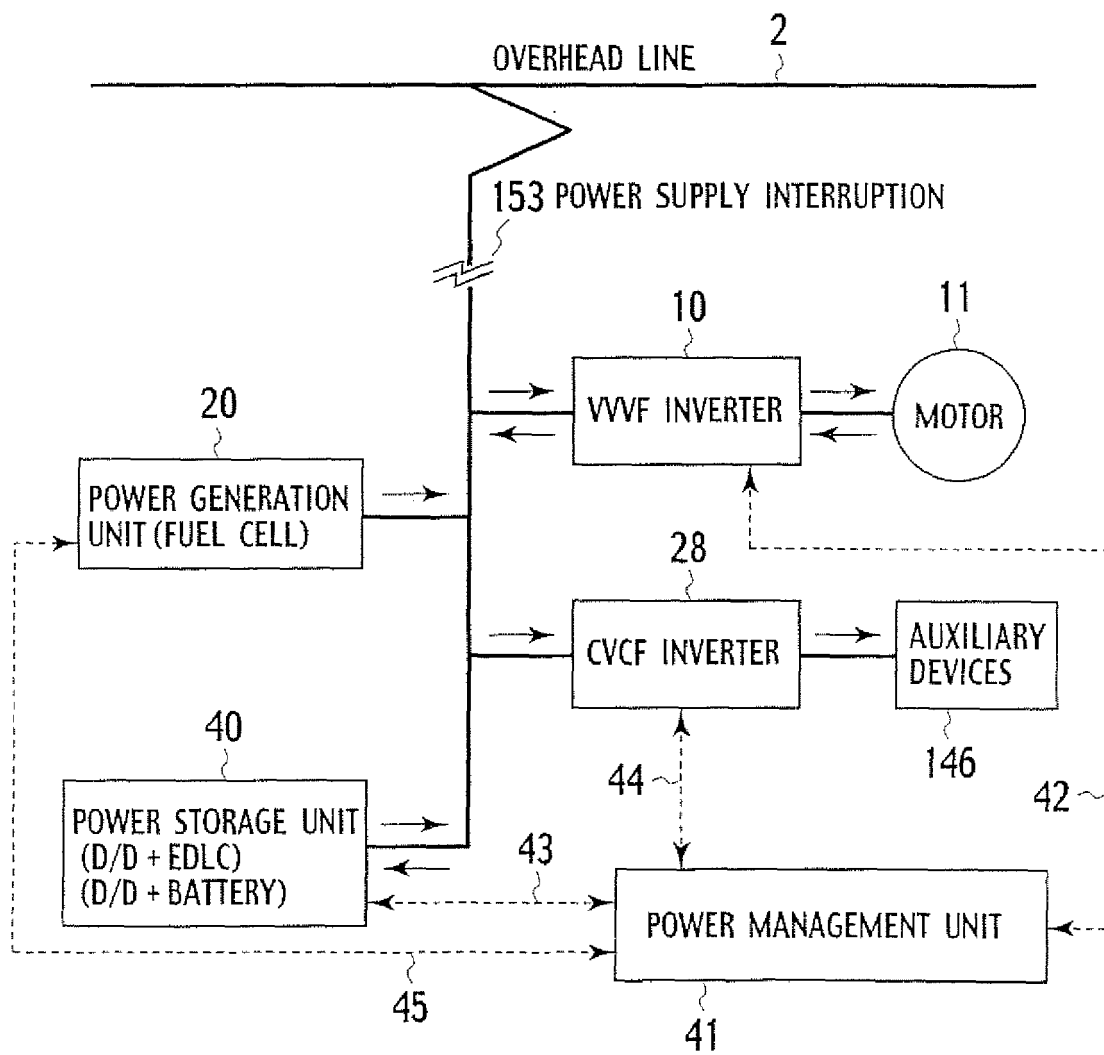 2
OVERHEAD LINE
153 POWER SUPPLY INTERRUPTION
10
11
VVVF INVERTER
MOTOR
20
POWER GENERATION
UNIT (FUEL CELL)
28
CVCF INVERTER
AUXILIARY
DEVICES
146
40
POWER STORAGE UNIT
(D/D + EDLC)
(D/D + BATTERY)
44
42
43
POWER MANAGEMENT UNIT
45
41